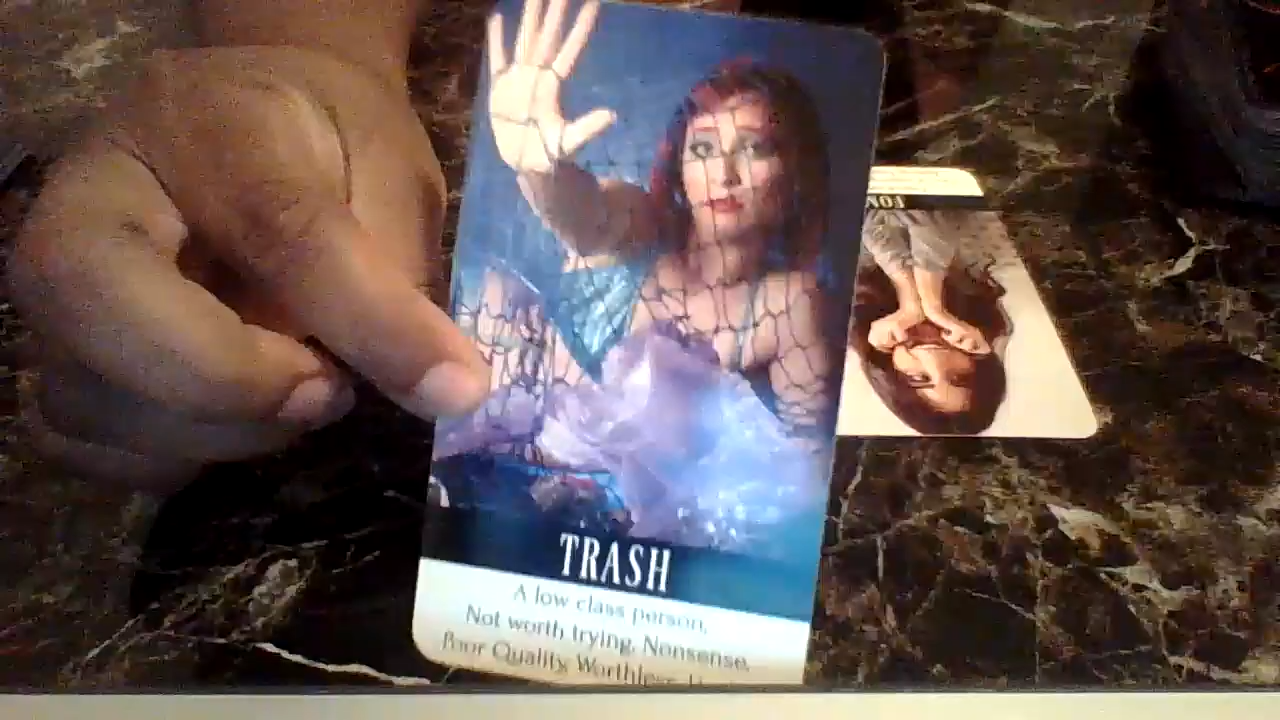 TRASH
A low class person,
Not worth trying, Nonsense,
Poor Quality, Worthless,